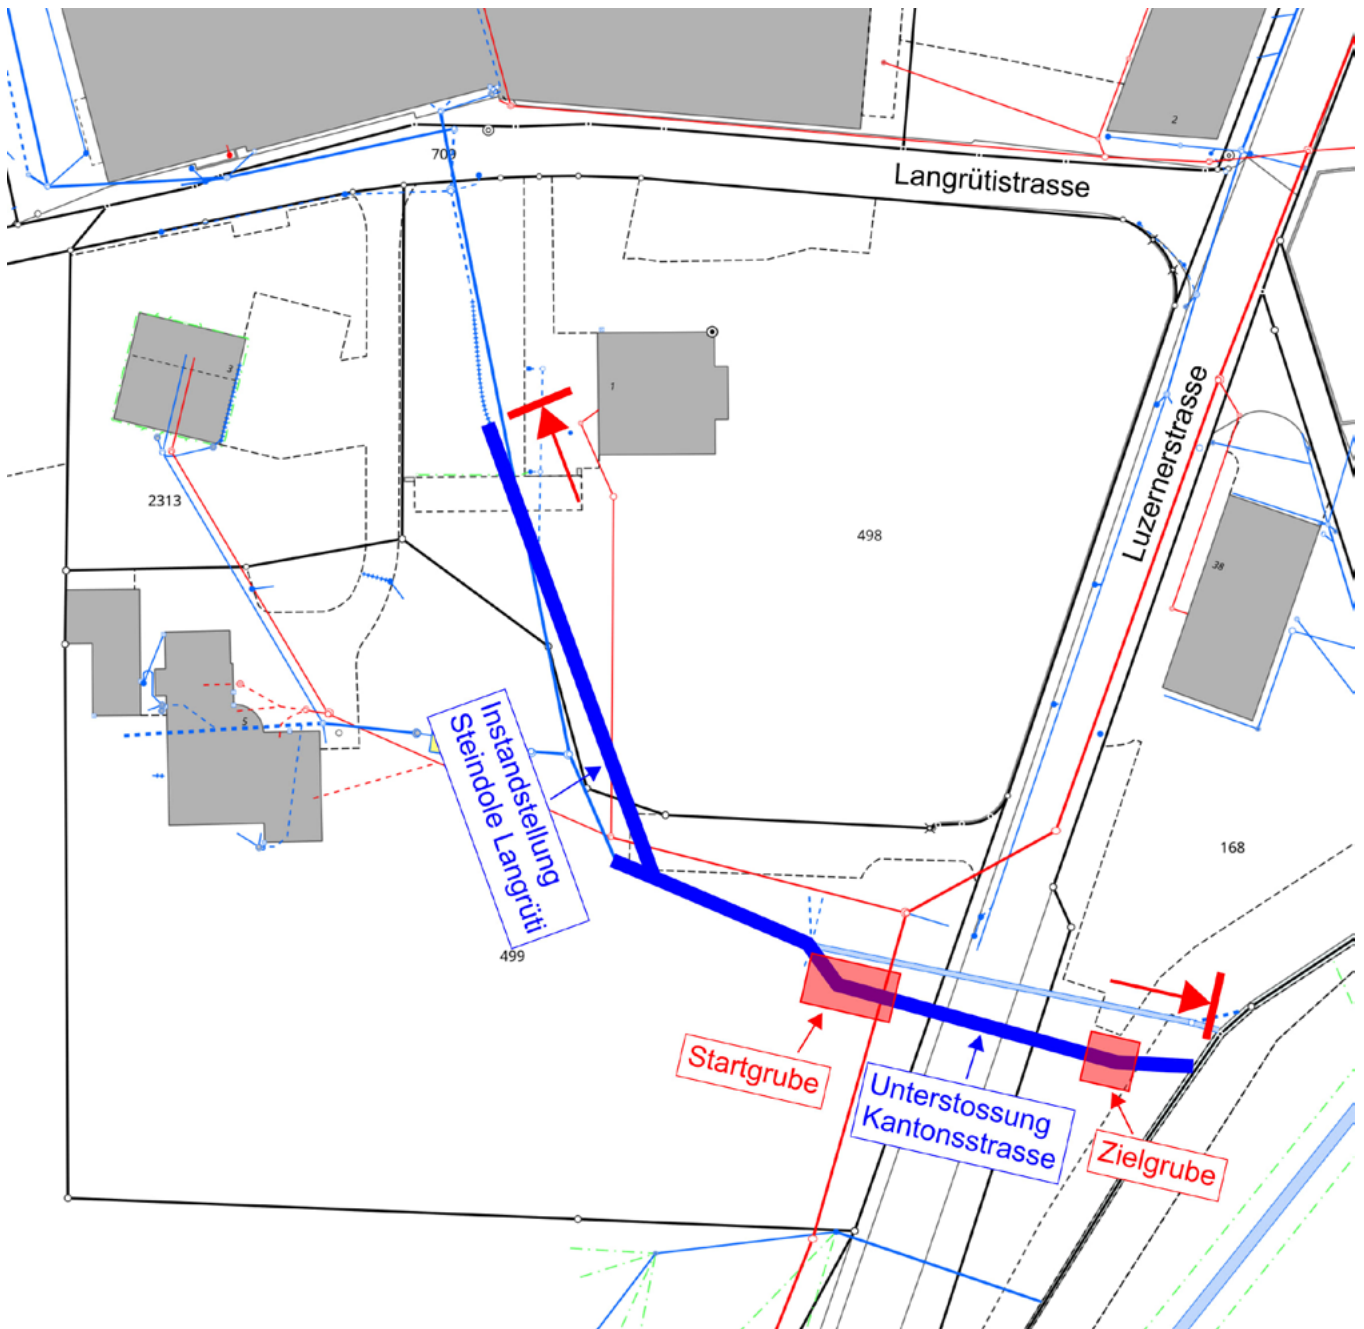 2
709
Langrütistrasse
3
1
Luzernerstrasse
2313
498
38
5
Instandstellung
Steindole Langrüti
168
499
Startgrube
Unterstossung
Kantonsstrasse
Zielgrube